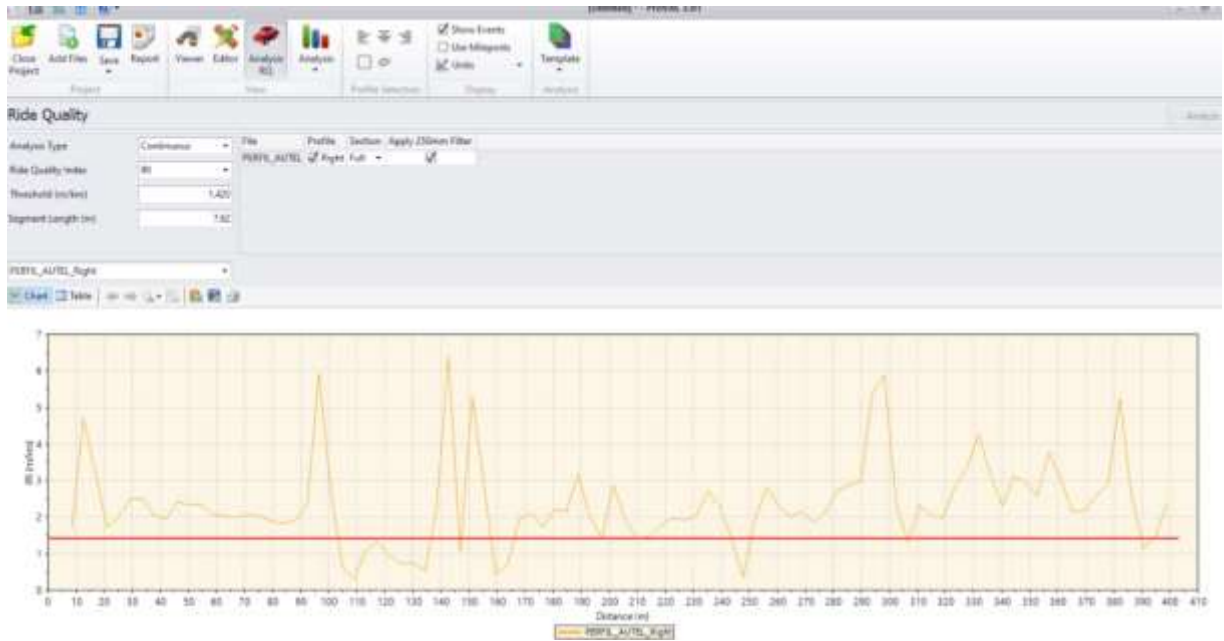 Edit
Close Project
Add Files
Save
Report
Viewer
Editor
Analysis RQ
Analysis
Show Events
Use Mileposts
Units
Template
Project
View
Profile Selection
Display
Analysis
Ride Quality
Analyze
Analysis Type
Continuous
Ride Quality Index
IRI
Threshold (m/km)
1.420
Segment Length (m)
7.62
File Profile Section Apply 250mm Filter
PERFIL_AUTEL Right Full
PERFIL_AUTEL_Right
Chart Table
7
6
5
4
3
2
1
0
IRI (m/km)
0 10 20 30 40 50 60 70 80 90 100 110 120 130 140 150 160 170 180 190 200 210 220 230 240 250 260 270 280 290 300 310 320 330 340 350 360 370 380 390 400 410
Distance (m)
PERFIL_AUTEL_Right